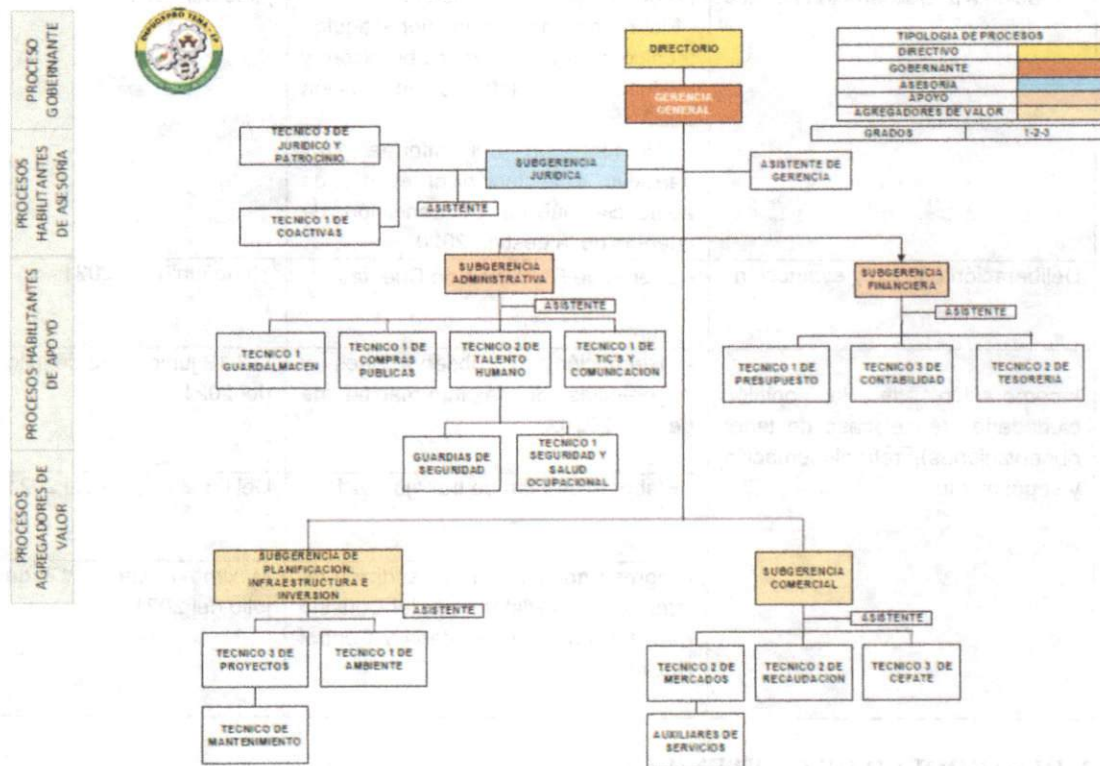 PROCESO
GOBERNANTE
PROCESOS
HABILITANTES
DE ASESORIA
PROCESOS HABILITANTES
DE APOYO
PROCESOS
AGREGADORES DE
VALOR
DIRECTORIO
GERENCIA
GENERAL
TIPOLOGIA DE PROCESOS
DIRECTIVO
GOBERNANTE
ASESORIA
APOYO
AGREGADORES DE VALOR
GRADOS 1-2-3
TECNICO 3 DE
JURIDICO Y
PATROCINIO
SUBGERENCIA
JURIDICA
ASISTENTE DE
GERENCIA
ASISTENTE
TECNICO 1 DE
COACTIVAS
SUBGERENCIA
ADMINISTRATIVA
SUBGERENCIA
FINANCIERA
ASISTENTE
ASISTENTE
TECNICO 1
GUARDALMACEN
TECNICO 1 DE
COMPRAS
PUBLICAS
TECNICO 2 DE
TALENTO
HUMANO
TECNICO 1 DE
TIC'S Y
COMUNICACION
TECNICO 1 DE
PRESUPUESTO
TECNICO 3 DE
CONTABILIDAD
TECNICO 2 DE
TESORERIA
GUARDIAS DE
SEGURIDAD
TECNICO 1
SEGURIDAD Y
SALUD
OCUPACIONAL
SUBGERENCIA DE
PLANIFICACION,
INFRAESTRUCTURA E
INVERSION
SUBGERENCIA
COMERCIAL
ASISTENTE
ASISTENTE
TECNICO 3 DE
PROYECTOS
TECNICO 1 DE
AMBIENTE
TECNICO 2 DE
MERCADOS
TECNICO 2 DE
RECAUDACION
TECNICO 3 DE
CEFATE
TECNICO DE
MANTENIMIENTO
AUXILIARES DE
SERVICIOS